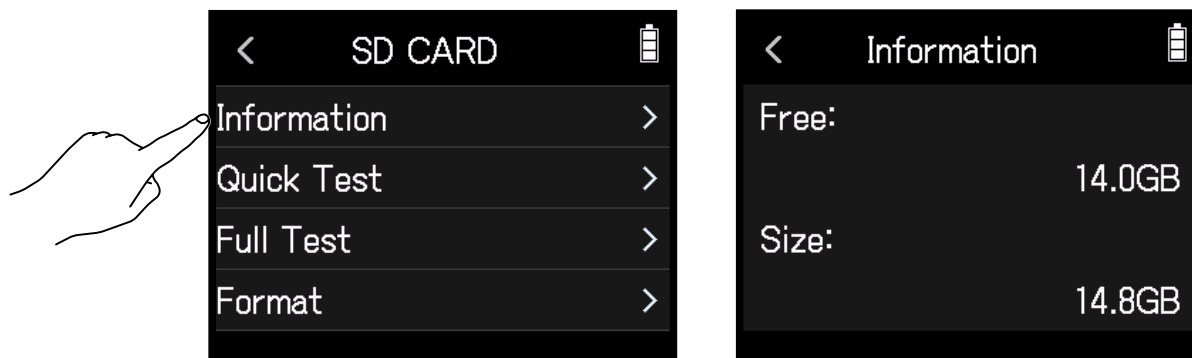 SD CARD
Information
Quick Test
Full Test
Format
Information
Free:
14.0GB
Size:
14.8GB